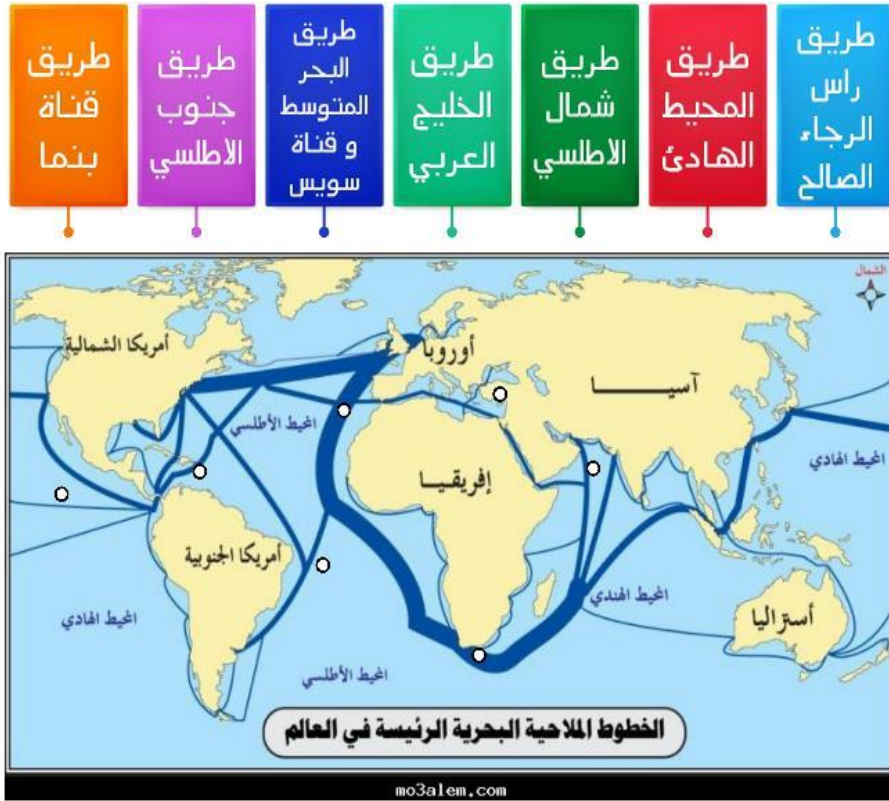 طريق
راس
الرجاء
الصالح
طريق
المحيط
الهادئ
طريق
شمال
الاطلسي
طريق
الخليج
العربي
طريق
البحر
المتوسط
و قناة
سويس
طريق
جنوب
الاطلسي
طريق
قناة
بنما
الشمال
أمريكا الشمالية
أوروبا
آسيا
المحيط الأطلسي
إفريقيا
المحيط الهادي
أمريكا الجنوبية
المحيط الهندي
أستراليا
المحيط الهادي
المحيط الأطلسي
الخطوط الملاحية البحرية الرئيسة في العالم
mo3alem.com